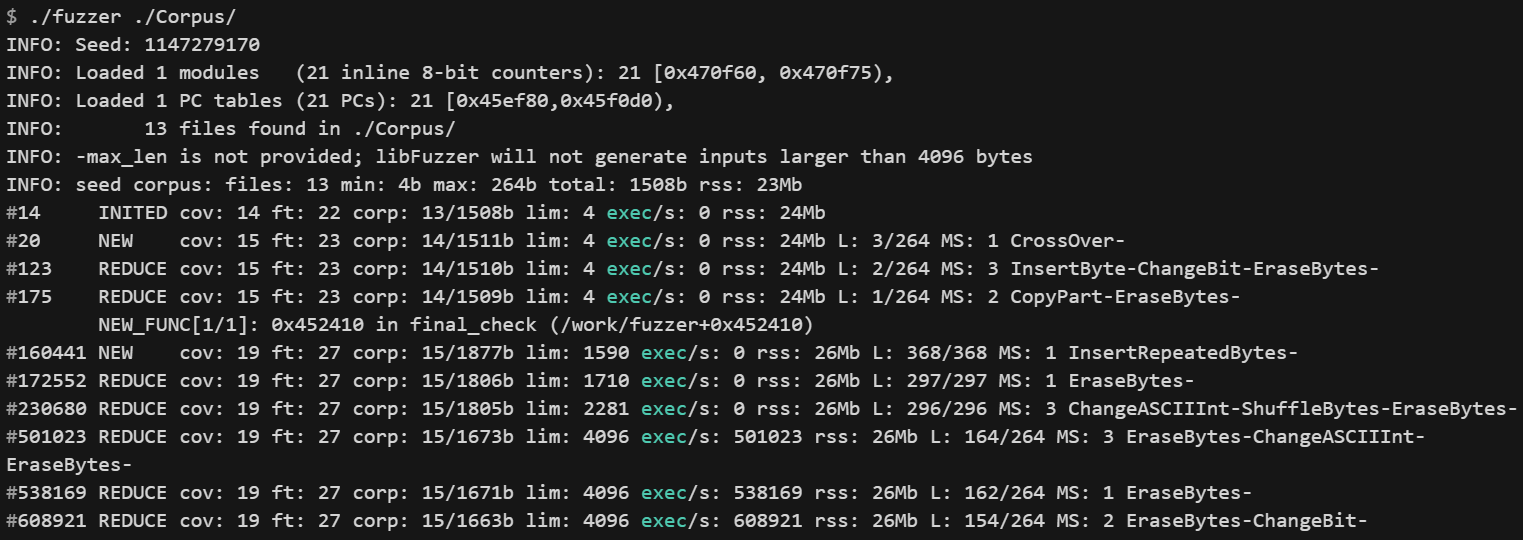 $ ./fuzzer ./Corpus/
INFO: Seed: 1147279170
INFO: Loaded 1 modules   (21 inline 8-bit counters): 21 [0x470f60, 0x470f75),
INFO: Loaded 1 PC tables (21 PCs): 21 [0x45ef80,0x45f0d0),
INFO:       13 files found in ./Corpus/
INFO: -max_len is not provided; libFuzzer will not generate inputs larger than 4096 bytes
INFO: seed corpus: files: 13 min: 4b max: 264b total: 1508b rss: 23Mb
#14     INITED cov: 14 ft: 22 corp: 13/1508b lim: 4 exec/s: 0 rss: 24Mb
#20     NEW    cov: 15 ft: 23 corp: 14/1511b lim: 4 exec/s: 0 rss: 24Mb L: 3/264 MS: 1 CrossOver-
#123    REDUCE cov: 15 ft: 23 corp: 14/1510b lim: 4 exec/s: 0 rss: 24Mb L: 2/264 MS: 3 InsertByte-ChangeBit-EraseBytes-
#175    REDUCE cov: 15 ft: 23 corp: 14/1509b lim: 4 exec/s: 0 rss: 24Mb L: 1/264 MS: 2 CopyPart-EraseBytes-
        NEW_FUNC[1/1]: 0x452410 in final_check (/work/fuzzer+0x452410)
#160441 NEW    cov: 19 ft: 27 corp: 15/1877b lim: 1590 exec/s: 0 rss: 26Mb L: 368/368 MS: 1 InsertRepeatedBytes-
#172552 REDUCE cov: 19 ft: 27 corp: 15/1806b lim: 1710 exec/s: 0 rss: 26Mb L: 297/297 MS: 1 EraseBytes-
#230680 REDUCE cov: 19 ft: 27 corp: 15/1805b lim: 2281 exec/s: 0 rss: 26Mb L: 296/296 MS: 3 ChangeASCIIInt-ShuffleBytes-EraseBytes-
#501023 REDUCE cov: 19 ft: 27 corp: 15/1673b lim: 4096 exec/s: 501023 rss: 26Mb L: 164/264 MS: 3 EraseBytes-ChangeASCIIInt-
EraseBytes-
#538169 REDUCE cov: 19 ft: 27 corp: 15/1671b lim: 4096 exec/s: 538169 rss: 26Mb L: 162/264 MS: 1 EraseBytes-
#608921 REDUCE cov: 19 ft: 27 corp: 15/1663b lim: 4096 exec/s: 608921 rss: 26Mb L: 154/264 MS: 2 EraseBytes-ChangeBit-